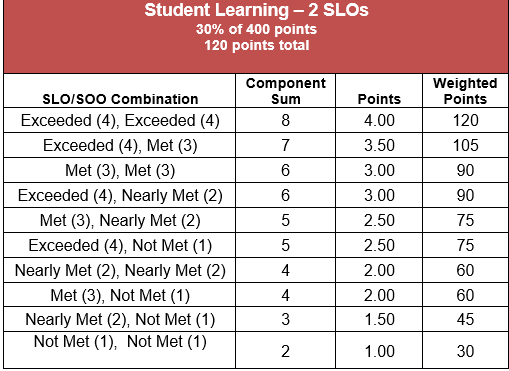 Student Learning – 2 SLOs
30% of 400 points
120 points total
SLO/SOO Combination Component Sum Points Weighted Points
Exceeded (4), Exceeded (4) 8 4.00 120
Exceeded (4), Met (3) 7 3.50 105
Met (3), Met (3) 6 3.00 90
Exceeded (4), Nearly Met (2) 6 3.00 90
Met (3), Nearly Met (2) 5 2.50 75
Exceeded (4), Not Met (1) 5 2.50 75
Nearly Met (2), Nearly Met (2) 4 2.00 60
Met (3), Not Met (1) 4 2.00 60
Nearly Met (2), Not Met (1) 3 1.50 45
Not Met (1),  Not Met (1) 2 1.00 30